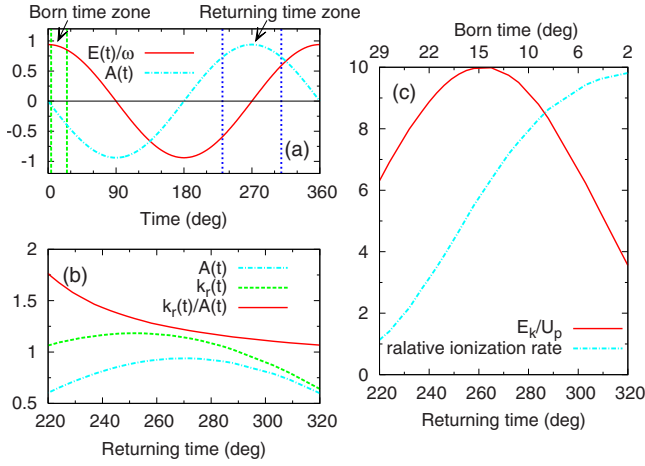 Born time zone
Returning time zone
1
0.5
0
-0.5
-1
E(t)/ω
A(t)
(a)
0 90 180 270 360
Time (deg)
2
1.5
1
0.5
(b)
A(t)
k_r(t)
k_r(t)/A(t)
220 240 260 280 300 320
Returning time (deg)
Born time (deg)
29 22 15 10 6 2
10
8
6
4
2
0
(c)
E_k/U_p
ralative ionization rate
220 240 260 280 300 320
Returning time (deg)